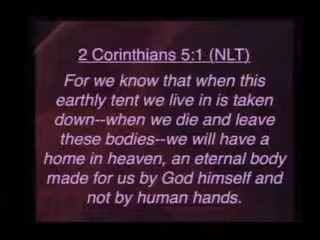 2 Corinthians 5:1 (NLT)
For we know that when this
earthly tent we live in is taken
down--when we die and leave
these bodies--we will have a
home in heaven, an eternal body
made for us by God himself and
not by human hands.